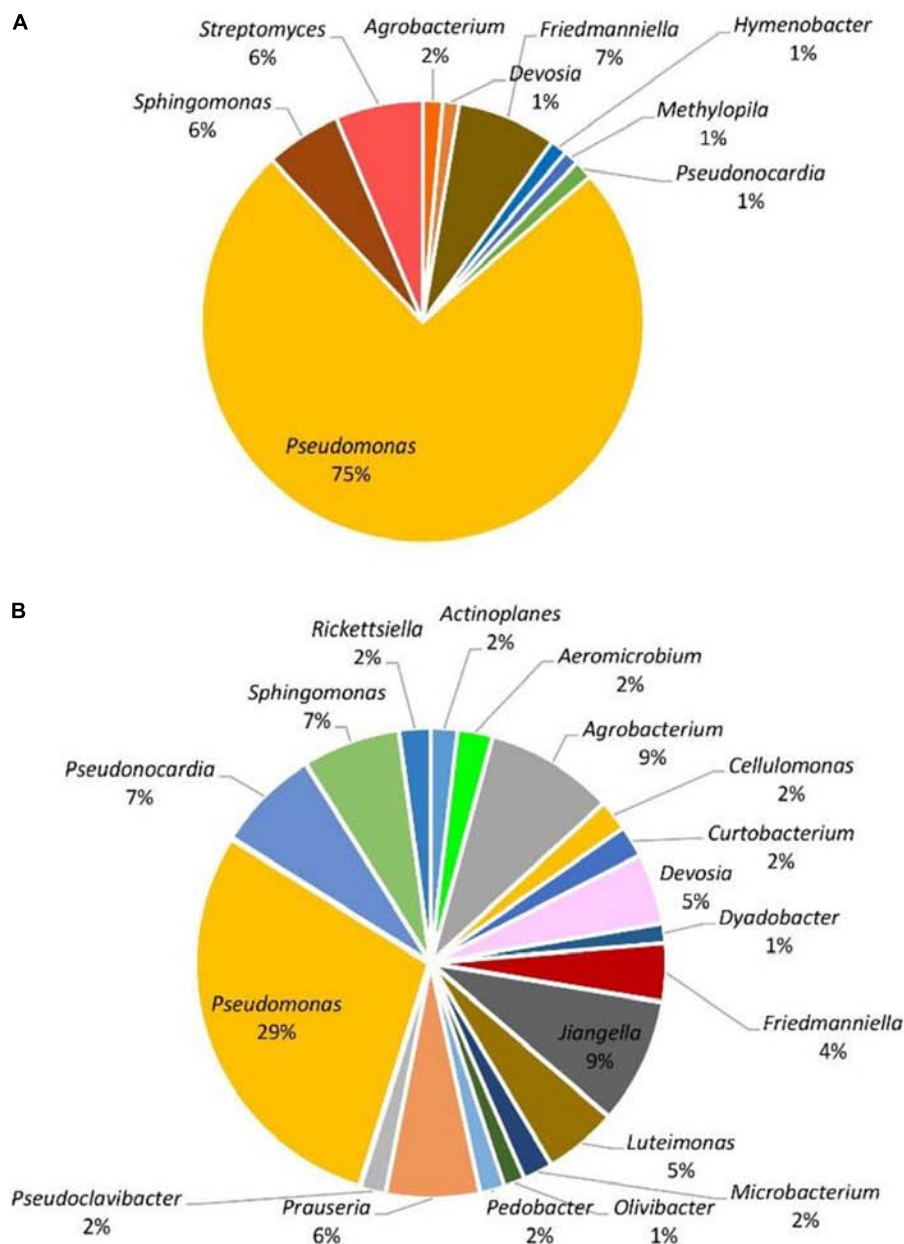 A
Streptomyces
6%
Agrobacterium
2%
Friedmanniella
7%
Hymenobacter
1%
Devosia
1%
Sphingomonas
6%
Methylopila
1%
Pseudonocardia
1%
Pseudomonas
75%
B
Rickettsiella
2%
Actinoplanes
2%
Aeromicrobium
2%
Sphingomonas
7%
Agrobacterium
9%
Pseudonocardia
7%
Cellulomonas
2%
Curtobacterium
2%
Devosia
5%
Dyadobacter
1%
Pseudomonas
29%
Friedmanniella
4%
Jiangella
9%
Luteimonas
5%
Microbacterium
2%
Pseudoclavibacter
2%
Prauseria
6%
Pedobacter
2%
Olivibacter
1%